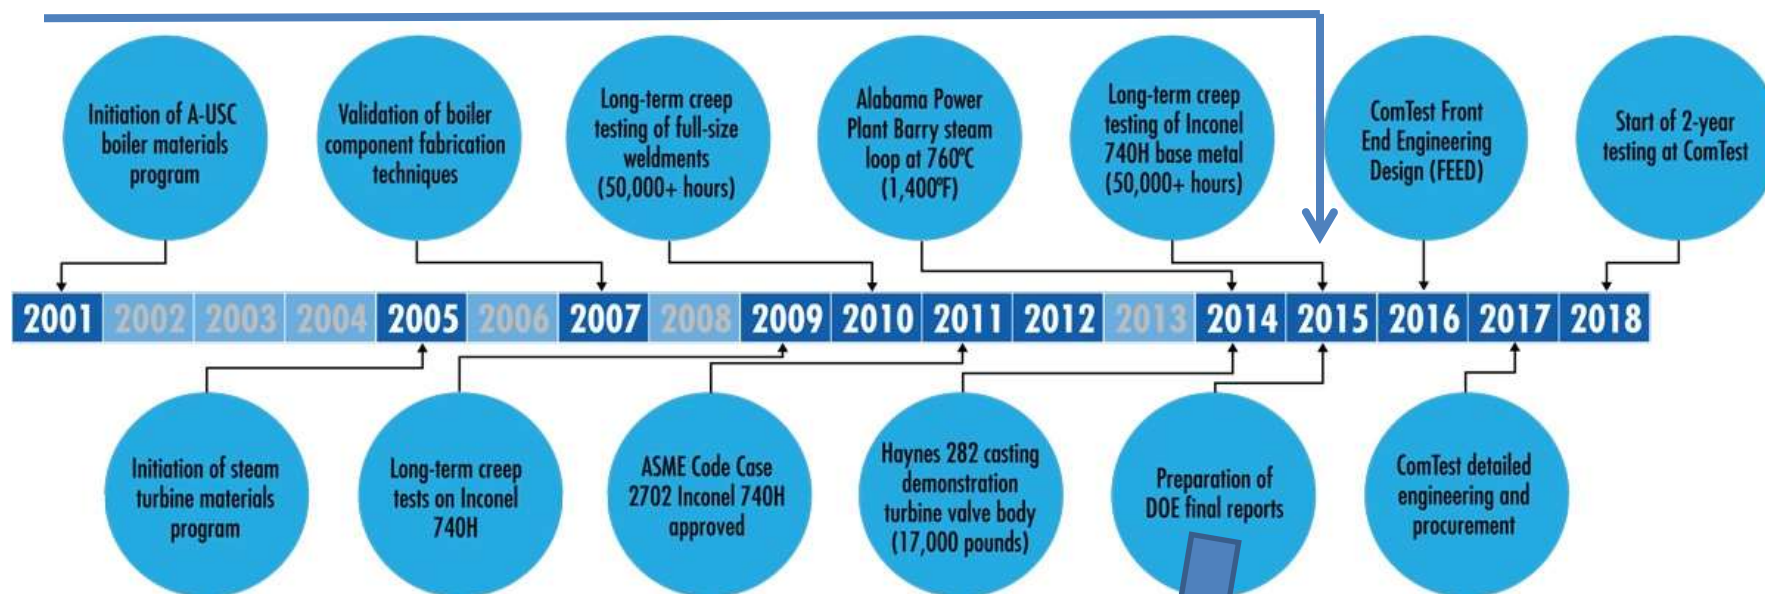 Initiation of A-USC
boiler materials
program
Validation of boiler
component fabrication
techniques
Long-term creep
testing of full-size
weldments
(50,000+ hours)
Alabama Power
Plant Barry steam
loop at 760ºC
(1,400ºF)
Long-term creep
testing of Inconel
740H base metal
(50,000+ hours)
ComTest Front
End Engineering
Design (FEED)
Start of 2-year
testing at ComTest
2001 2002 2003 2004 2005 2006 2007 2008 2009 2010 2011 2012 2013 2014 2015 2016 2017 2018
Initiation of steam
turbine materials
program
Long-term creep
tests on Inconel
740H
ASME Code Case
2702 Inconel 740H
approved
Haynes 282 casting
demonstration
turbine valve body
(17,000 pounds)
Preparation of
DOE final reports
ComTest detailed
engineering and
procurement